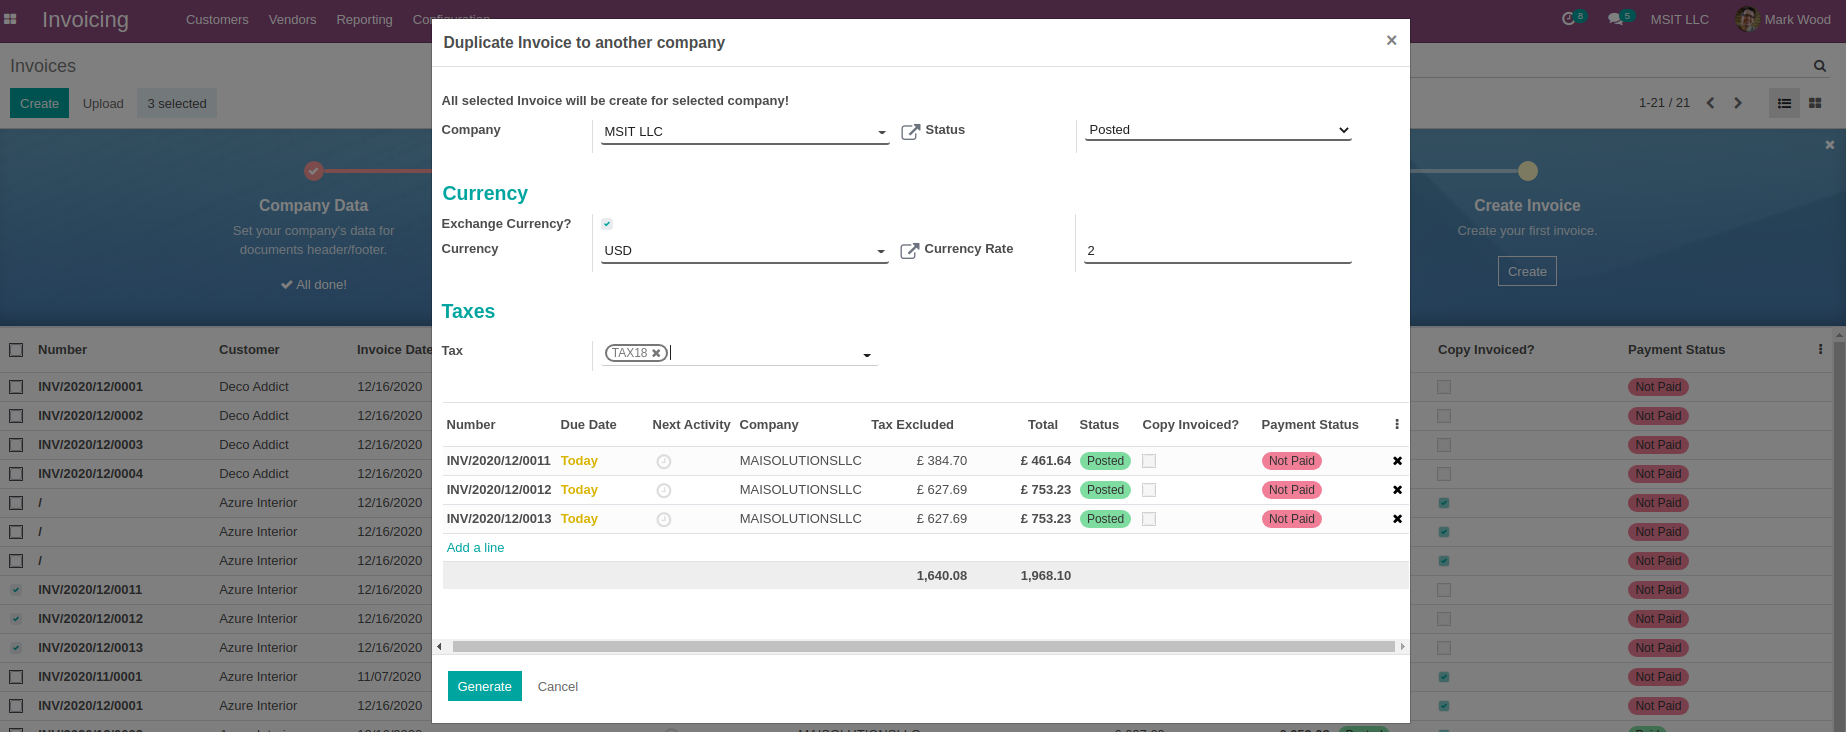 Invoicing Customers Vendors Reporting 8 5 MSIT LLC Mark Wood
Invoices
Create Upload 3 selected
1-21 / 21
Company Data
Set your company's data for
documents header/footer.
All done!
Create Invoice
Create your first invoice.
Create
Duplicate Invoice to another company ×
All selected Invoice will be create for selected company!
Company MSIT LLC Status Posted
Currency
Exchange Currency?
Currency USD Currency Rate 2
Taxes
Tax TAX18
Number Due Date Next Activity Company Tax Excluded Total Status Copy Invoiced? Payment Status
INV/2020/12/0011 Today MAISOLUTIONSLLC £ 384.70 £ 461.64 Posted Not Paid
INV/2020/12/0012 Today MAISOLUTIONSLLC £ 627.69 £ 753.23 Posted Not Paid
INV/2020/12/0013 Today MAISOLUTIONSLLC £ 627.69 £ 753.23 Posted Not Paid
Add a line
1,640.08 1,968.10
Generate Cancel
Number Customer Invoice Date Copy Invoiced? Payment Status
INV/2020/12/0001 Deco Addict 12/16/2020 Not Paid
INV/2020/12/0002 Deco Addict 12/16/2020 Not Paid
INV/2020/12/0003 Deco Addict 12/16/2020 Not Paid
INV/2020/12/0004 Deco Addict 12/16/2020 Not Paid
/ Azure Interior 12/16/2020 Not Paid
/ Azure Interior 12/16/2020 Not Paid
/ Azure Interior 12/16/2020 Not Paid
INV/2020/12/0011 Azure Interior 12/16/2020 Not Paid
INV/2020/12/0012 Azure Interior 12/16/2020 Not Paid
INV/2020/12/0013 Azure Interior 12/16/2020 Not Paid
INV/2020/11/0001 Azure Interior 11/07/2020 Not Paid
INV/2020/12/0001 Azure Interior 12/16/2020 Not Paid